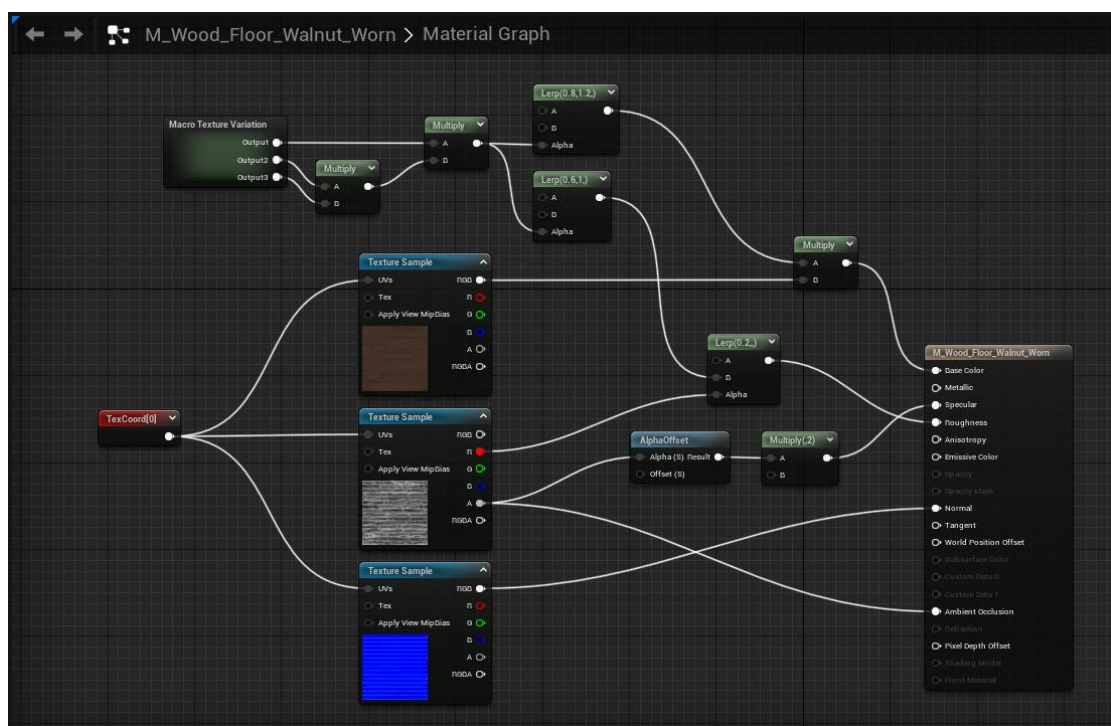 M_Wood_Floor_Walnut_Worn > Material Graph
Macro Texture Variation
Output
Output2
Output3
Multiply
A
B
Multiply
A
B
Lerp(0.8,1.2,)
A
B
Alpha
Lerp(0.6,1,)
A
B
Alpha
Multiply
A
B
Texture Sample
UVs RGB
Tex R
Apply View MipBias G
B
A
RGBA
TexCoord[0]
Texture Sample
UVs RGB
Tex R
Apply View MipBias G
B
A
RGBA
Texture Sample
UVs RGB
Tex R
Apply View MipBias G
B
A
RGBA
Lerp(0.2,,)
A
B
Alpha
AlphaOffset
Alpha (S) Result
Offset (S)
Multiply(,2)
A
B
M_Wood_Floor_Walnut_Worn
Base Color
Metallic
Specular
Roughness
Anisotropy
Emissive Color
Opacity
Opacity Mask
Normal
Tangent
World Position Offset
Subsurface Color
Custom Data 0
Custom Data 1
Ambient Occlusion
Refraction
Pixel Depth Offset
Shading Model
Front Material